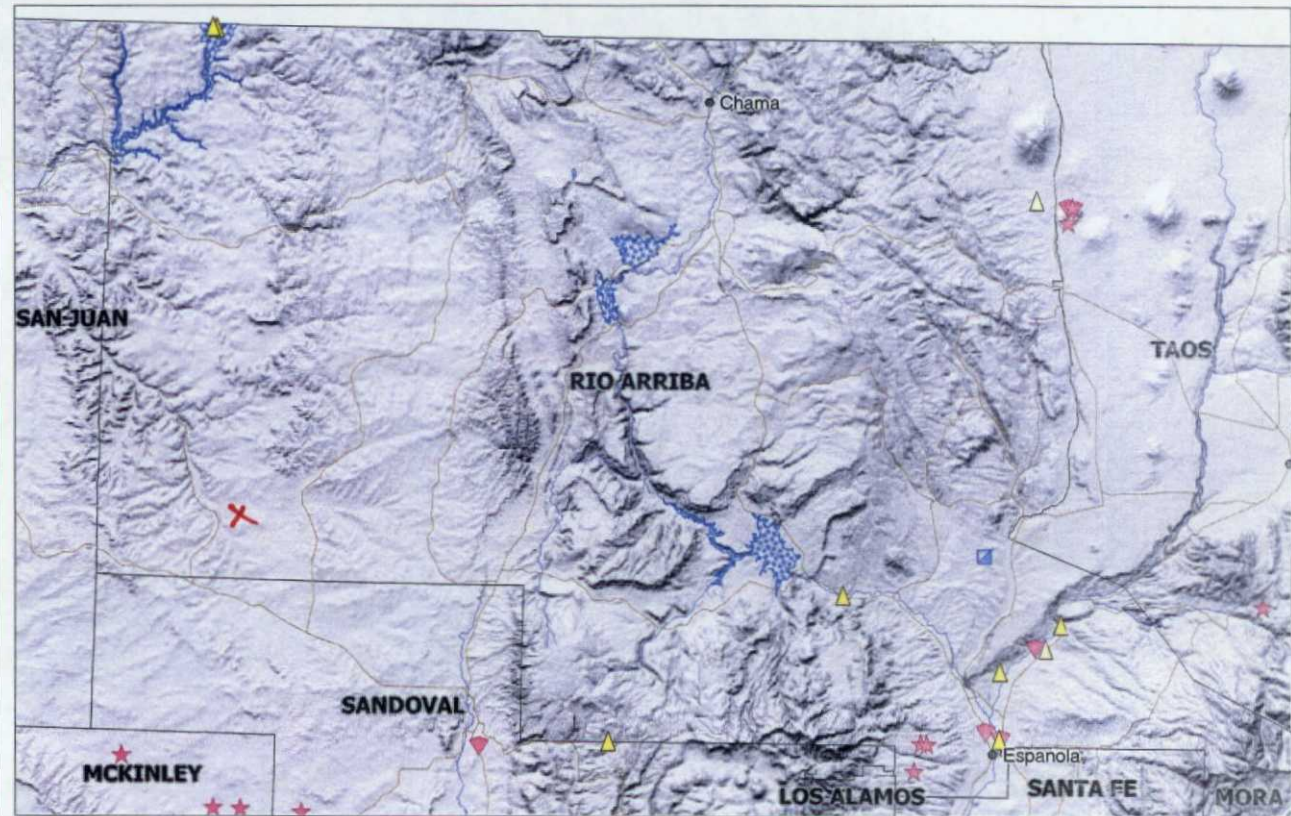 Chama
SAN JUAN
TAOS
RIO ARRIBA
SANDOVAL
Espanola
MCKINLEY
SANTA FE
LOS ALAMOS
MORA